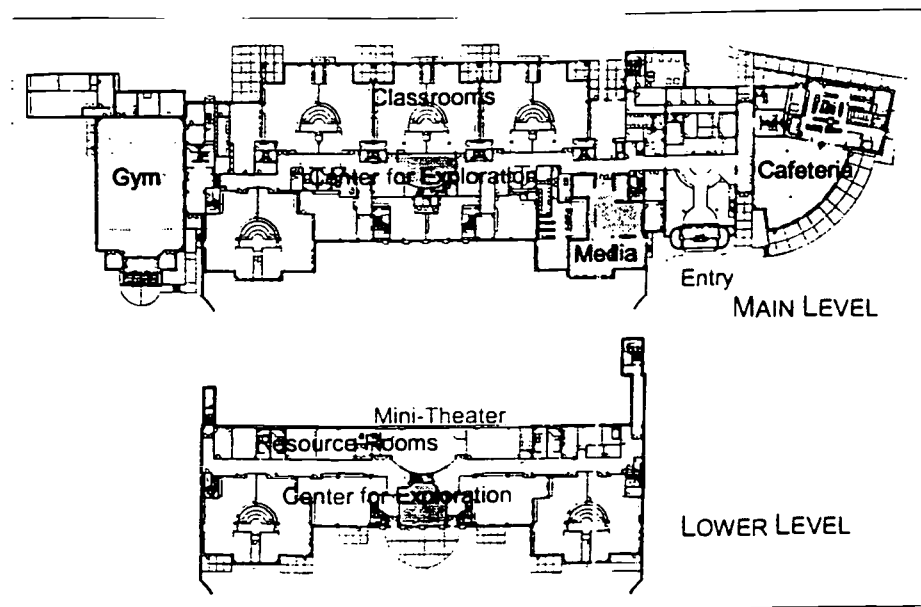 Classrooms
Gym
Center for Exploration
Cafeteria
Media
Entry
MAIN LEVEL
Mini-Theater
Resource Rooms
Center for Exploration
LOWER LEVEL